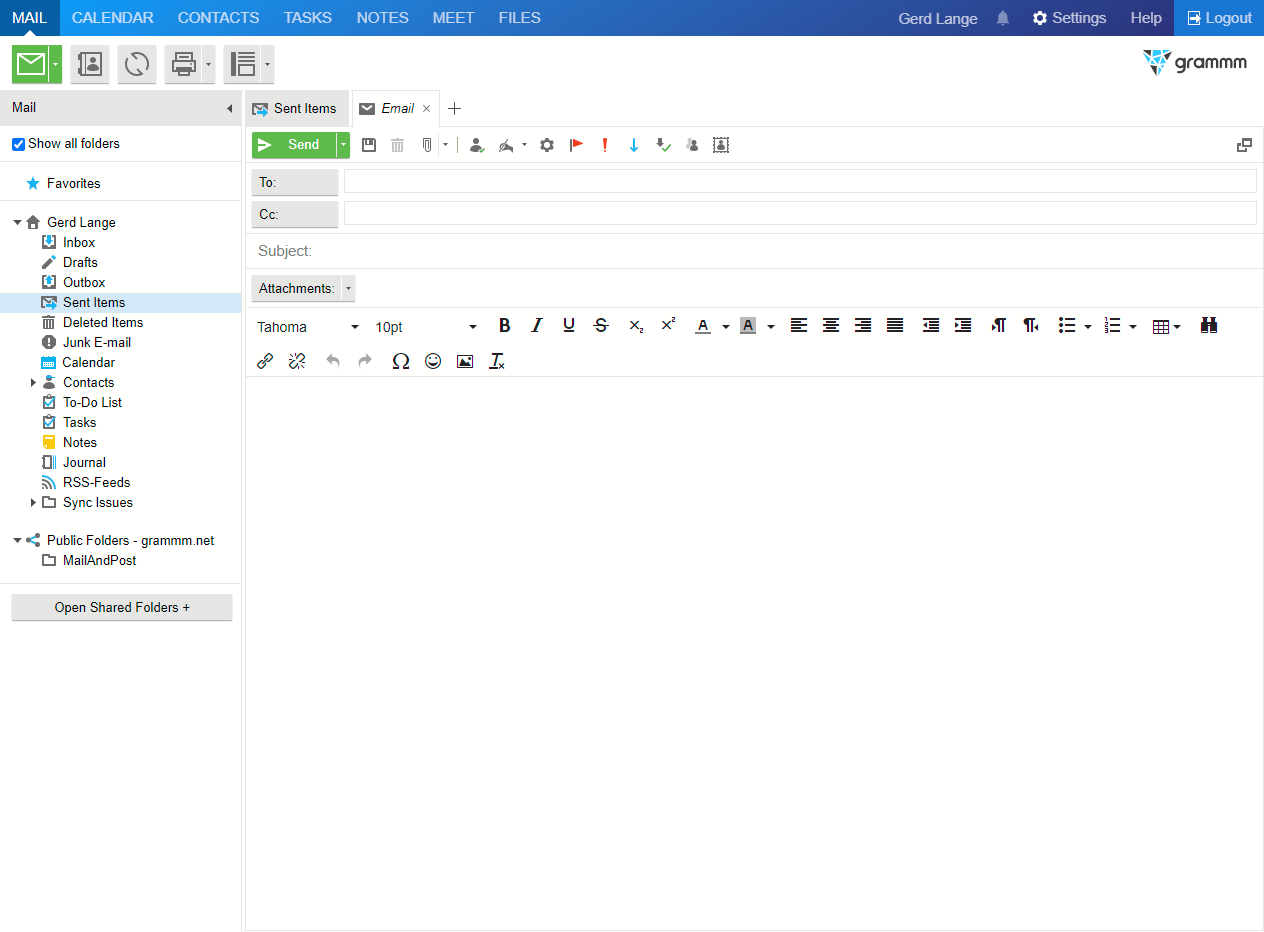 MAIL CALENDAR CONTACTS TASKS NOTES MEET FILES Gerd Lange Settings Help Logout
grammm
Mail
Sent Items Email
Show all folders
Send
Favorites
To:
Cc:
Gerd Lange
Inbox
Drafts
Outbox
Sent Items
Deleted Items
Junk E-mail
Calendar
Contacts
To-Do List
Tasks
Notes
Journal
RSS-Feeds
Sync Issues
Public Folders - grammm.net
MailAndPost
Open Shared Folders +
Subject:
Attachments:
Tahoma 10pt